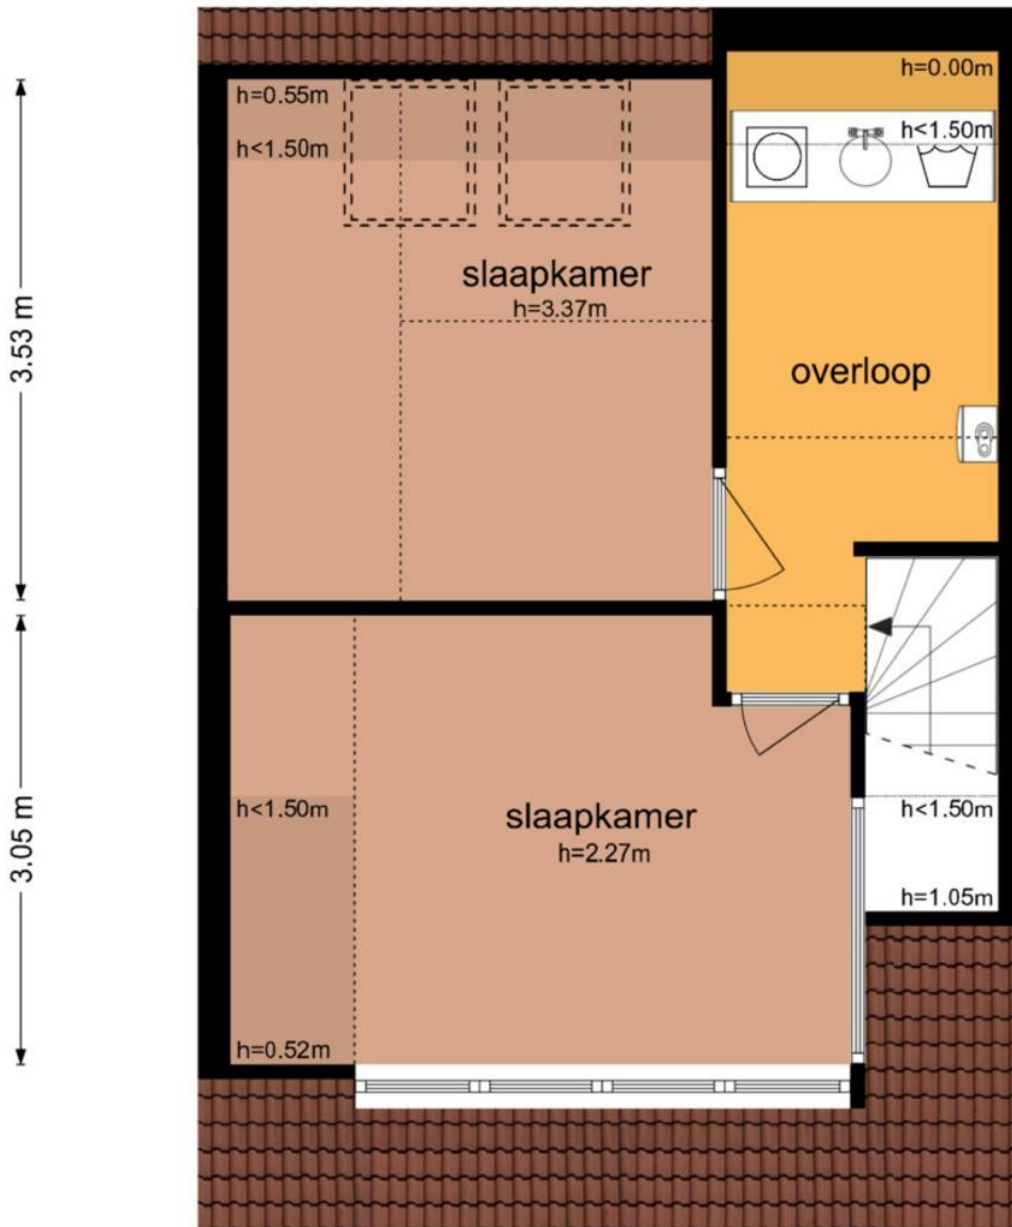 h=0.00m
h=0.55m
h<1.50m
h<1.50m
slaapkamer
h=3.37m
3.53 m
overloop
h<1.50m
slaapkamer
h=2.27m
h<1.50m
3.05 m
h=1.05m
h=0.52m